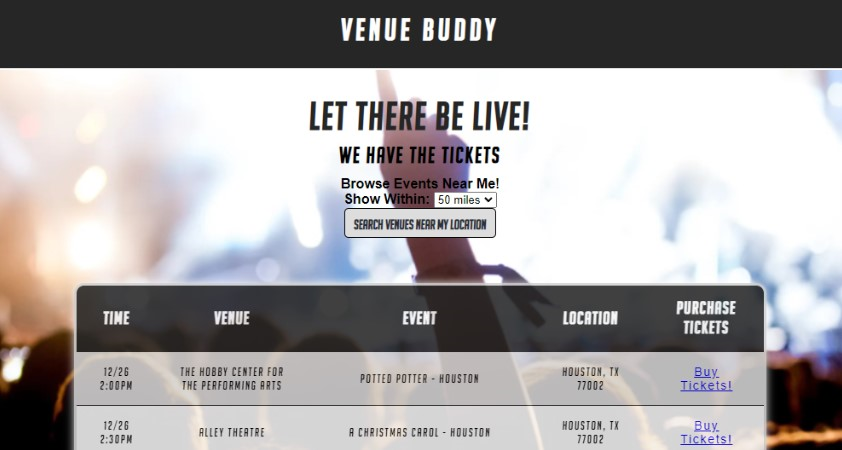 VENUE BUDDY
LET THERE BE LIVE!
WE HAVE THE TICKETS
Browse Events Near Me!
Show Within: 50 miles
SEARCH VENUES NEAR MY LOCATION
TIME VENUE EVENT LOCATION PURCHASE
TICKETS
12/26 THE HOBBY CENTER FOR POTTED POTTER - HOUSTON HOUSTON, TX Buy
2:00PM THE PERFORMING ARTS 77002 Tickets!
12/26 ALLEY THEATRE A CHRISTMAS CAROL - HOUSTON HOUSTON, TX Buy
2:30PM 77002 Tickets!